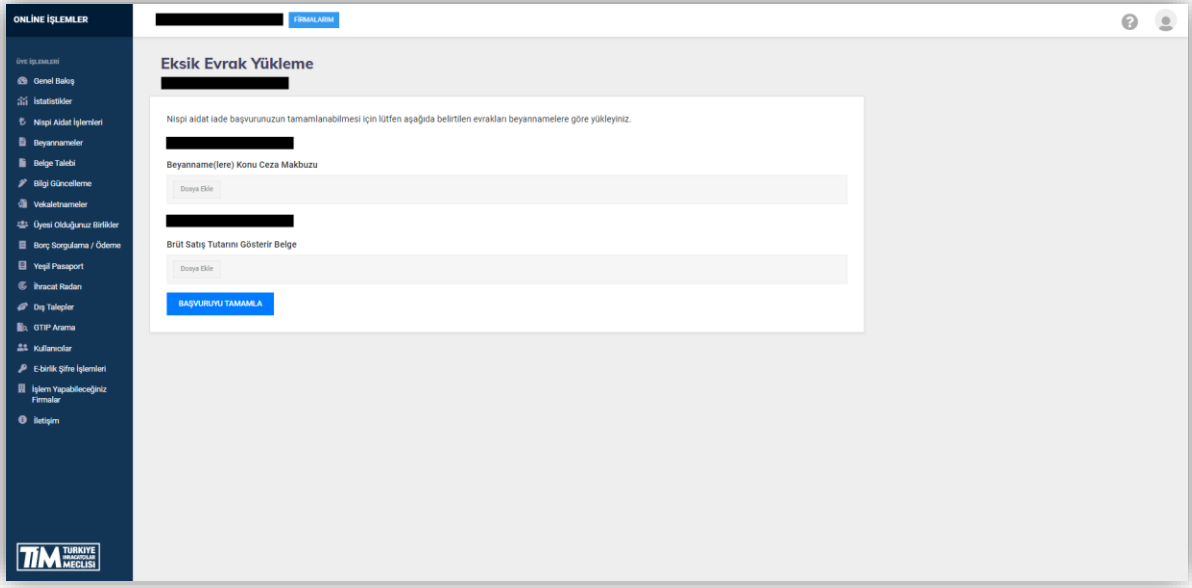 ONLİNE İŞLEMLER
FİRMALARIM
ÜYE İŞLEMLERİ
Genel Bakış
İstatistikler
Nispi Aidat İşlemleri
Beyannameler
Belge Talebi
Bilgi Güncelleme
Vekaletnameler
Üyesi Olduğunuz Birlikler
Borç Sorgulama / Ödeme
Yeşil Pasaport
İhracat Radarı
Dış Talepler
GTIP Arama
Kullanıcılar
E-birlik Şifre İşlemleri
İşlem Yapabileceğiniz
Firmalar
İletişim
TİM TÜRKİYE
İHRACATÇILAR
MECLİSİ
Eksik Evrak Yükleme
Nispi aidat iade başvurunuzun tamamlanabilmesi için lütfen aşağıda belirtilen evrakları beyannamelere göre yükleyiniz.
Beyanname(lere) Konu Ceza Makbuzu
Dosya Ekle
Brüt Satış Tutarını Gösterir Belge
Dosya Ekle
BAŞVURUYU TAMAMLA